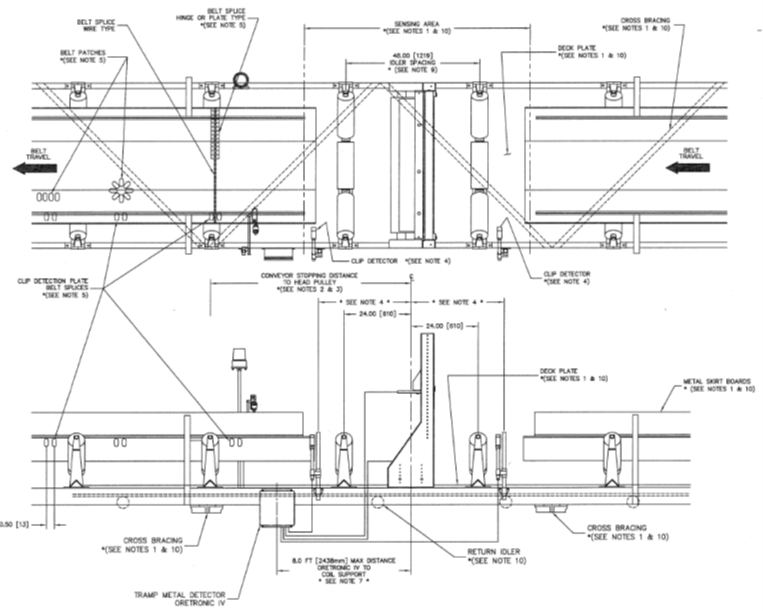 BELT SPLICE
WIRE TYPE
BELT SPLICE
HINGE OR PLATE TYPE
*(SEE NOTE 5)
SENSING AREA
*(SEE NOTES 1 & 10)
CROSS BRACING
*(SEE NOTES 1 & 10)
BELT PATCHES
*(SEE NOTE 5)
48.00 [1219]
IDLER SPACING
* (SEE NOTE 9)
DECK PLATE
*(SEE NOTES 1 & 10)
BELT
TRAVEL
BELT
TRAVEL
CLIP DETECTOR *(SEE NOTE 4)
CLIP DETECTOR
*(SEE NOTE 4)
CLIP DETECTION PLATE
BELT SPLICES
*(SEE NOTE 5)
CONVEYOR STOPPING DISTANCE
TO HEAD PULLEY
*(SEE NOTES 2 & 3)
* SEE NOTE 4 *
* SEE NOTE 4 *
24.00 [610]
24.00 [610]
DECK PLATE
*(SEE NOTES 1 & 10)
METAL SKIRT BOARDS
* (SEE NOTES 1 & 10)
0.50 [13]
CROSS BRACING
*(SEE NOTES 1 & 10)
CROSS BRACING
*(SEE NOTES 1 & 10)
RETURN IDLER
*(SEE NOTE 10)
8.0 FT [2438mm] MAX DISTANCE
ORETRONIC IV TO
COIL SUPPORT
* SEE NOTE 7 *
TRAMP METAL DETECTOR
ORETRONIC IV